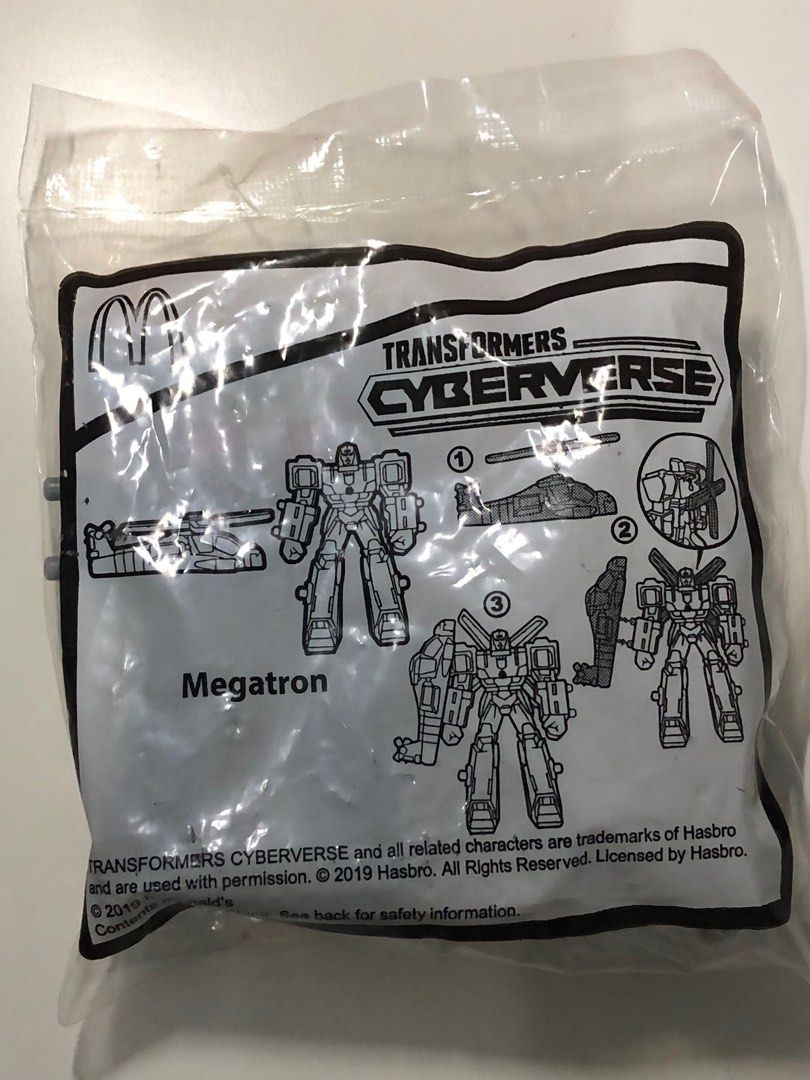 TRANSFORMERS
CYBERVERSE
1
2
3
Megatron
TRANSFORMERS CYBERVERSE and all related characters are trademarks of Hasbro
and are used with permission. © 2019 Hasbro. All Rights Reserved. Licensed by Hasbro.
© 2019 ald's
Contents See back for safety information.